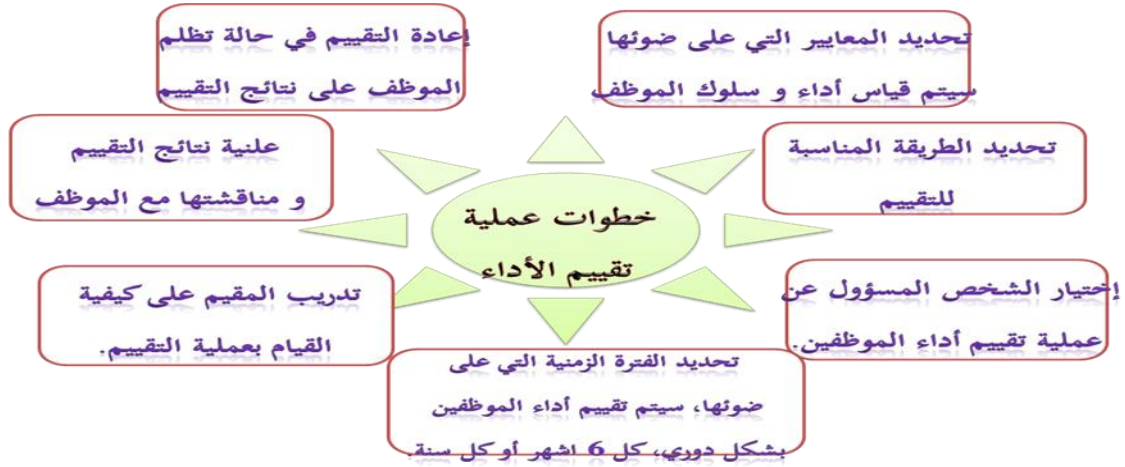 خطوات عملية
تقييم الأداء
تحديد المعايير التي على ضوئها
سيتم قياس أداء و سلوك الموظف
تحديد الطريقة المناسبة
للتقييم
إختيار الشخص المسؤول عن
عملية تقييم أداء الموظفين.
تحديد الفترة الزمنية التي على
ضوئها، سيتم تقييم أداء الموظفين
بشكل دوري، كل 6 اشهر أو كل سنة.
تدريب المقيم على كيفية
القيام بعملية التقييم.
علنية نتائج التقييم
و مناقشتها مع الموظف
إعادة التقييم في حالة تظلم
الموظف على نتائج التقييم